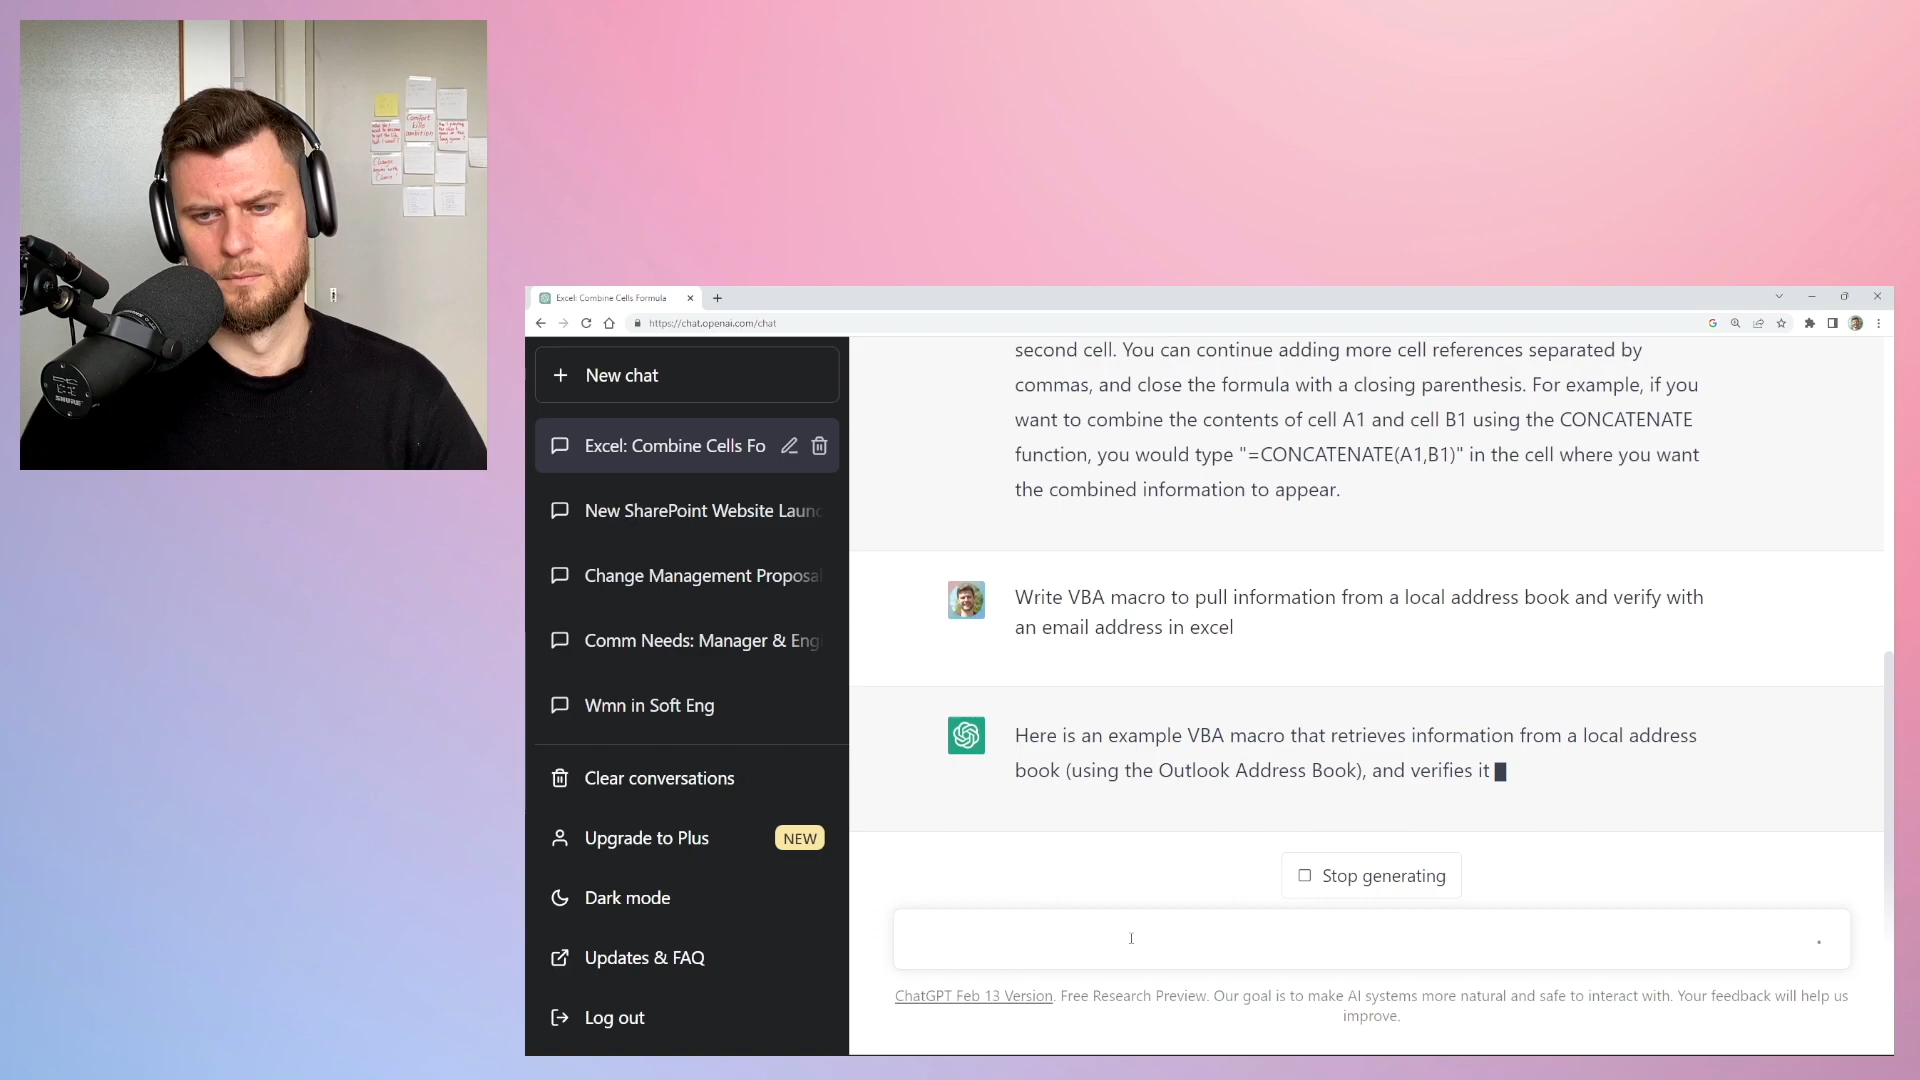 Comfort
kills
ambition
SHURE
Excel: Combine Cells Formula
https://chat.openai.com/chat
New chat
Excel: Combine Cells Fo
New SharePoint Website Launc
Change Management Proposal
Comm Needs: Manager & Eng
Wmn in Soft Eng
Clear conversations
Upgrade to Plus
NEW
Dark mode
Updates & FAQ
Log out
second cell. You can continue adding more cell references separated by
commas, and close the formula with a closing parenthesis. For example, if you
want to combine the contents of cell A1 and cell B1 using the CONCATENATE
function, you would type "=CONCATENATE(A1,B1)" in the cell where you want
the combined information to appear.
Write VBA macro to pull information from a local address book and verify with
an email address in excel
Here is an example VBA macro that retrieves information from a local address
book (using the Outlook Address Book), and verifies it
Stop generating
ChatGPT Feb 13 Version. Free Research Preview. Our goal is to make AI systems more natural and safe to interact with. Your feedback will help us
improve.